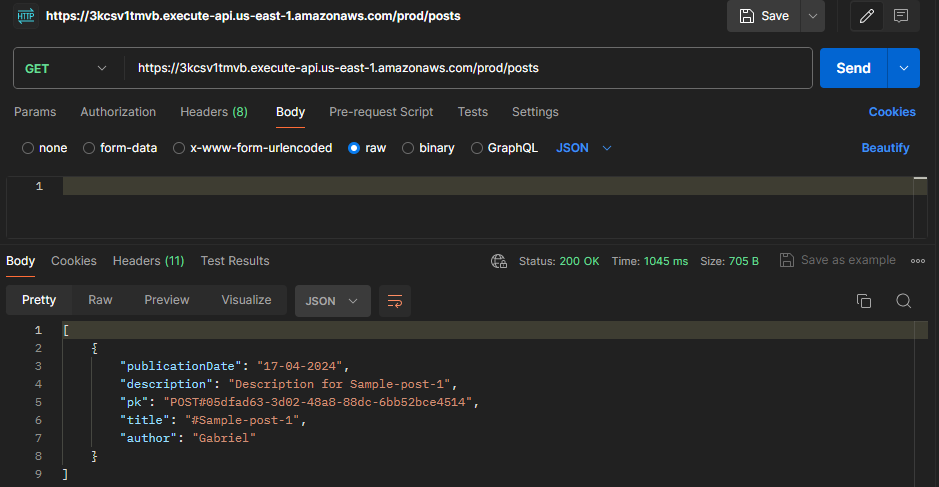 HTTP https://3kcsv1tmvb.execute-api.us-east-1.amazonaws.com/prod/posts Save
GET https://3kcsv1tmvb.execute-api.us-east-1.amazonaws.com/prod/posts Send
Params Authorization Headers (8) Body Pre-request Script Tests Settings Cookies
none form-data x-www-form-urlencoded raw binary GraphQL JSON Beautify
1
Body Cookies Headers (11) Test Results Status: 200 OK Time: 1045 ms Size: 705 B Save as example
Pretty Raw Preview Visualize JSON
1 [
2 {
3 "publicationDate": "17-04-2024",
4 "description": "Description for Sample-post-1",
5 "pk": "POST#05dfad63-3d02-48a8-88dc-6bb52bce4514",
6 "title": "#Sample-post-1",
7 "author": "Gabriel"
8 }
9 ]